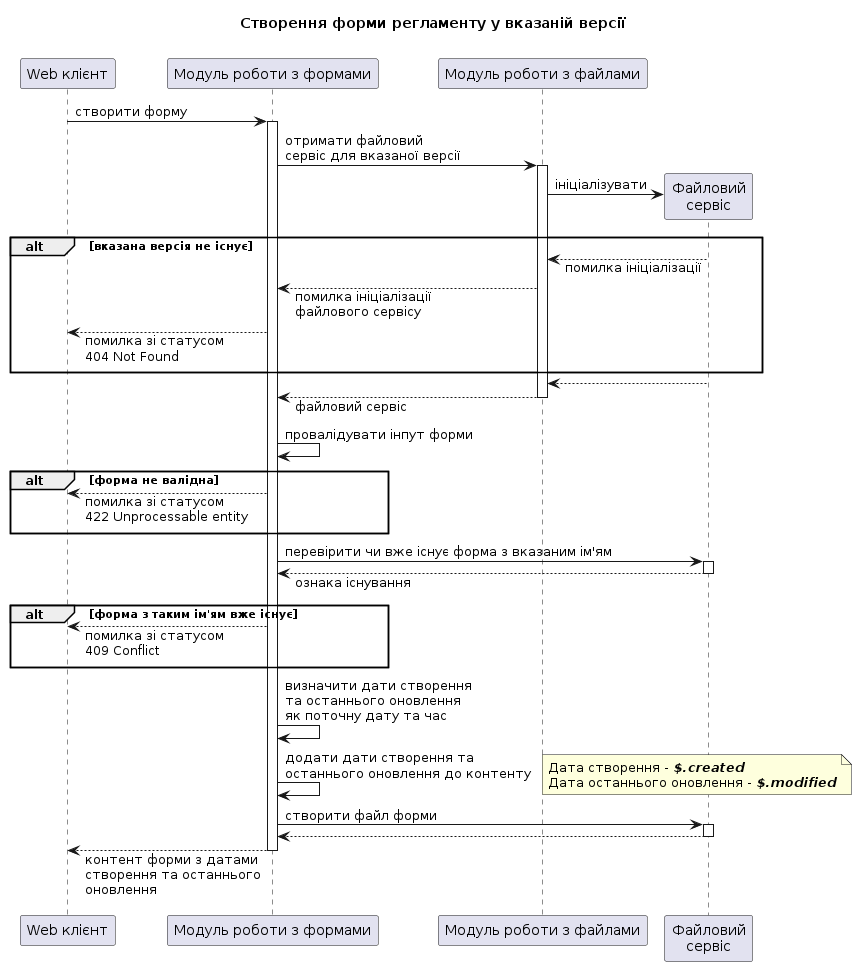 Створення форми регламенту у вказаній версії
Web клієнт
Модуль роботи з формами
Модуль роботи з файлами
створити форму
отримати файловий
сервіс для вказаної версії
ініціалізувати
Файловий
сервіс
alt
[вказана версія не існує]
помилка ініціалізації
помилка ініціалізації
файлового сервісу
помилка зі статусом
404 Not Found
файловий сервіс
провалідувати інпут форми
alt
[форма не валідна]
помилка зі статусом
422 Unprocessable entity
перевірити чи вже існує форма з вказаним ім'ям
ознака існування
alt
[форма з таким ім'ям вже існує]
помилка зі статусом
409 Conflict
визначити дати створення
та останнього оновлення
як поточну дату та час
додати дати створення та
останнього оновлення до контенту
Дата створення - $.created
Дата останнього оновлення - $.modified
створити файл форми
контент форми з датами
створення та останнього
оновлення
Web клієнт
Модуль роботи з формами
Модуль роботи з файлами
Файловий
сервіс